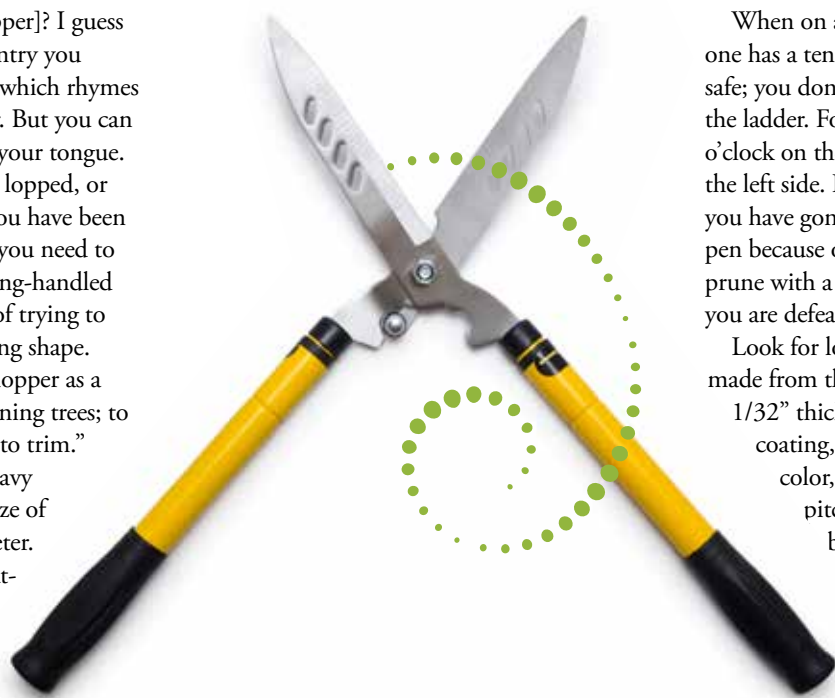 pper]? I guess
ntry you
which rhymes
. But you can
your tongue.
lopped, or
ou have been
you need to
ng-handled
of trying to
ng shape.
opper as a
ning trees; to
to trim.”
avy
ze of
eter.
t-
When on a
one has a ten
safe; you don
the ladder. Fo
o’clock on th
the left side. I
you have gon
pen because o
prune with a
you are defea
Look for lo
made from th
1/32” thic
coating,
color,
pitc
b